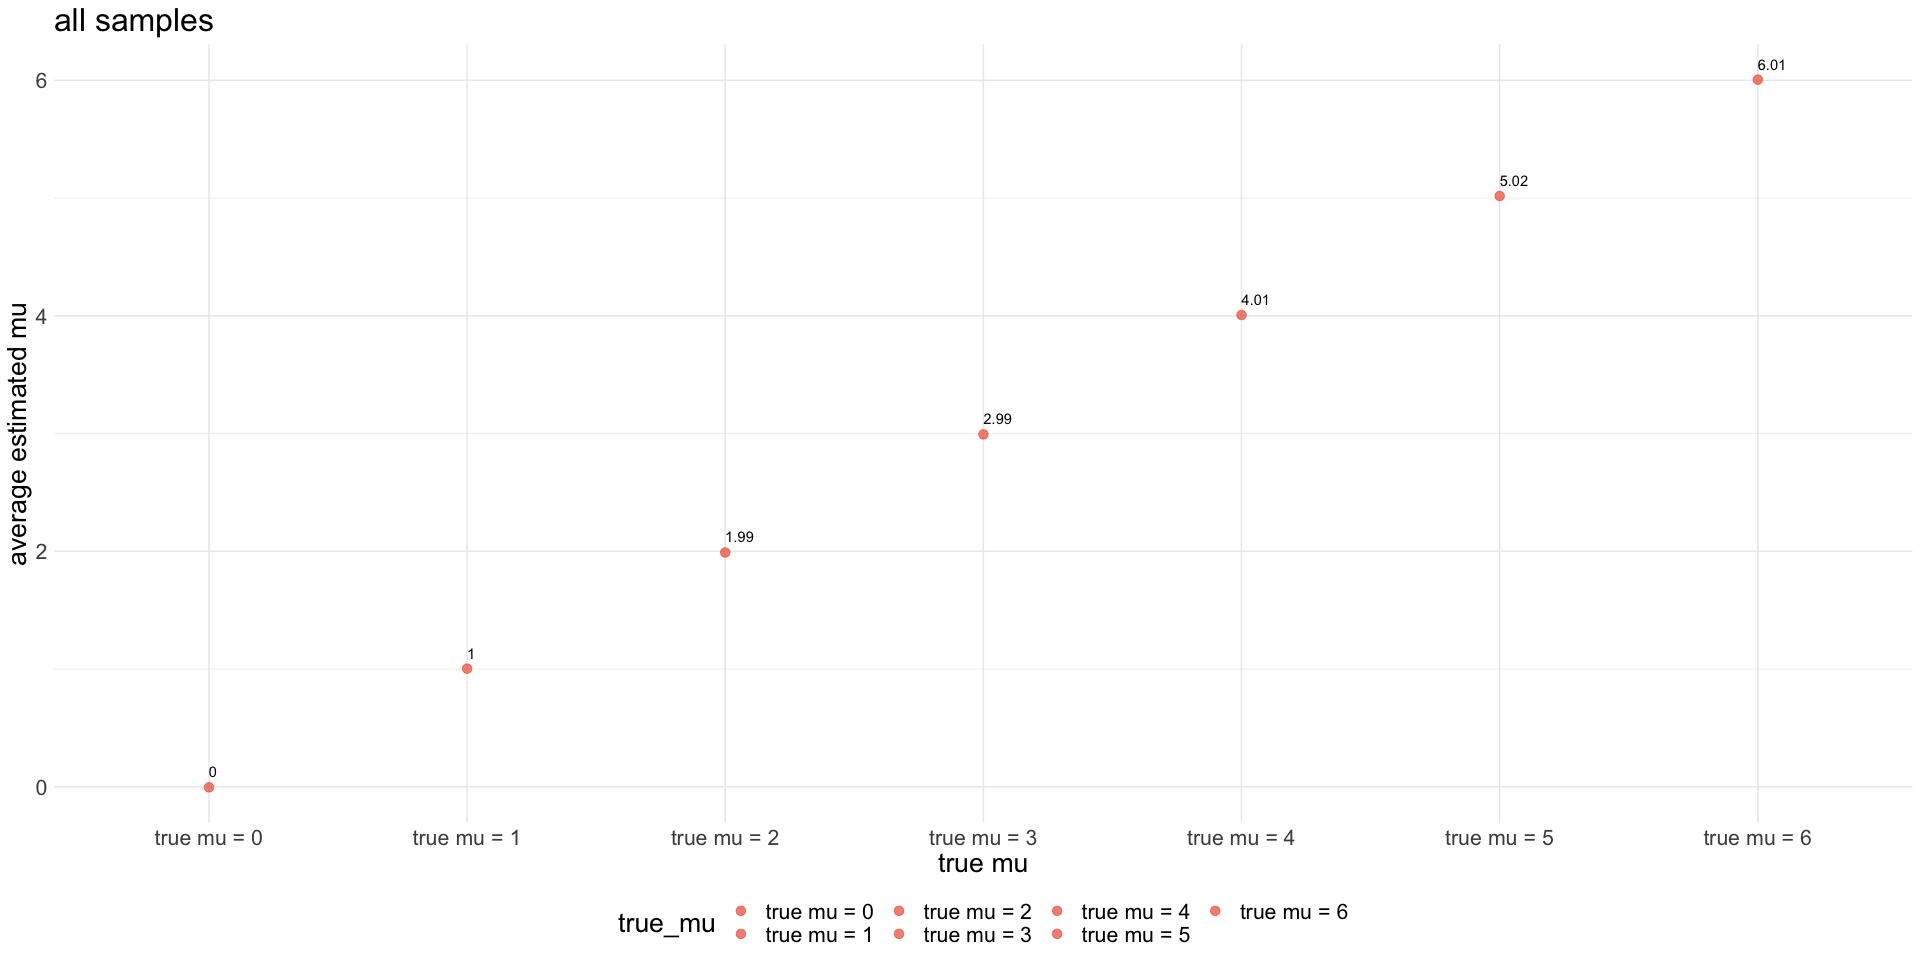 all samples
average estimated mu
6
4
2
0
0
1
1.99
2.99
4.01
5.02
6.01
true mu = 0
true mu = 1
true mu = 2
true mu = 3
true mu = 4
true mu = 5
true mu = 6
true mu
true_mu
true mu = 0
true mu = 2
true mu = 4
true mu = 6
true mu = 1
true mu = 3
true mu = 5